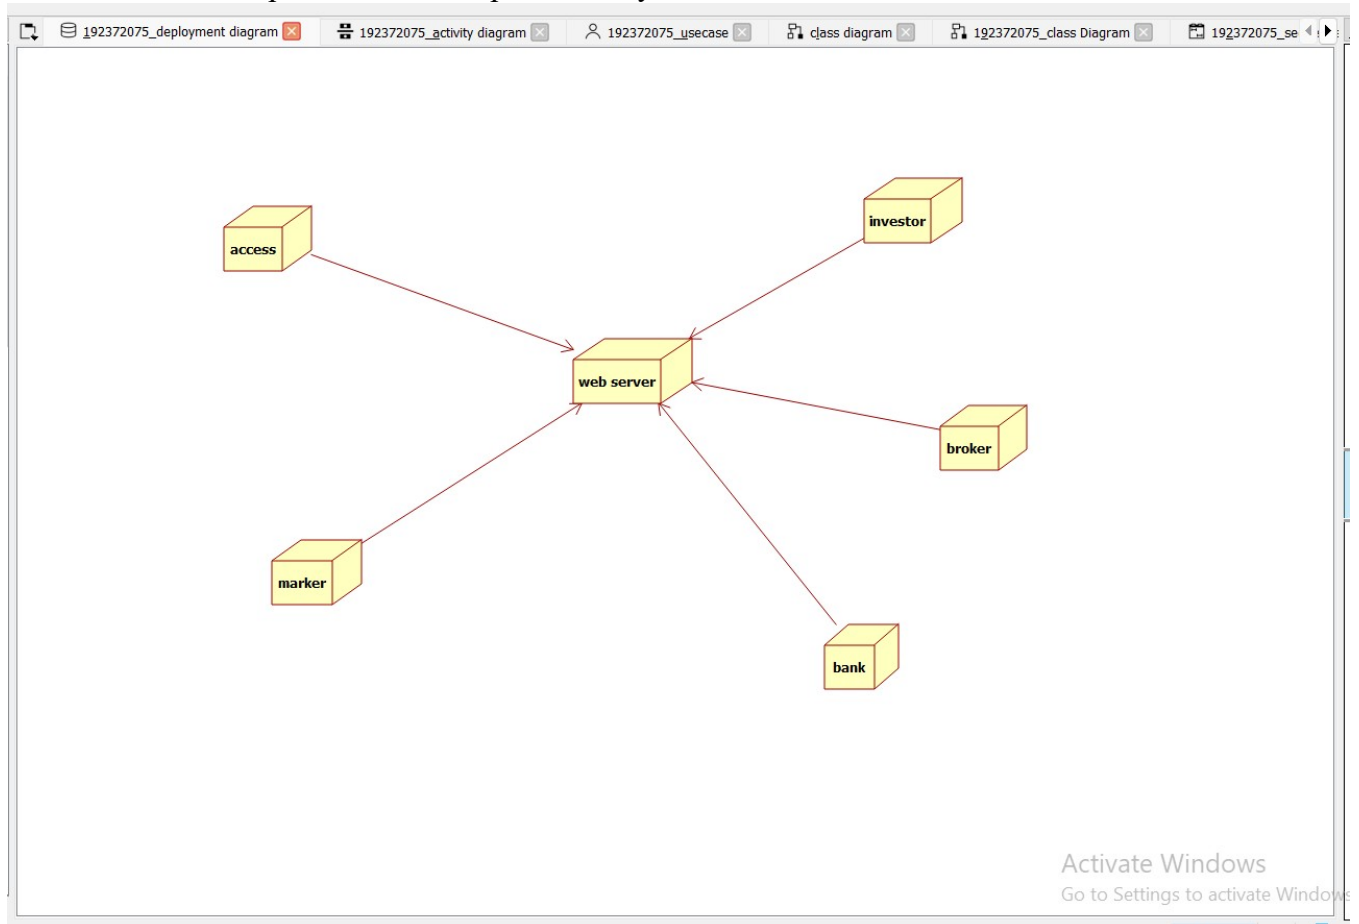 192372075_deployment diagram
192372075_activity diagram
192372075_usecase
class diagram
192372075_class Diagram
192372075_se
investor
access
web server
broker
marker
bank
Activate Windows
Go to Settings to activate Windows